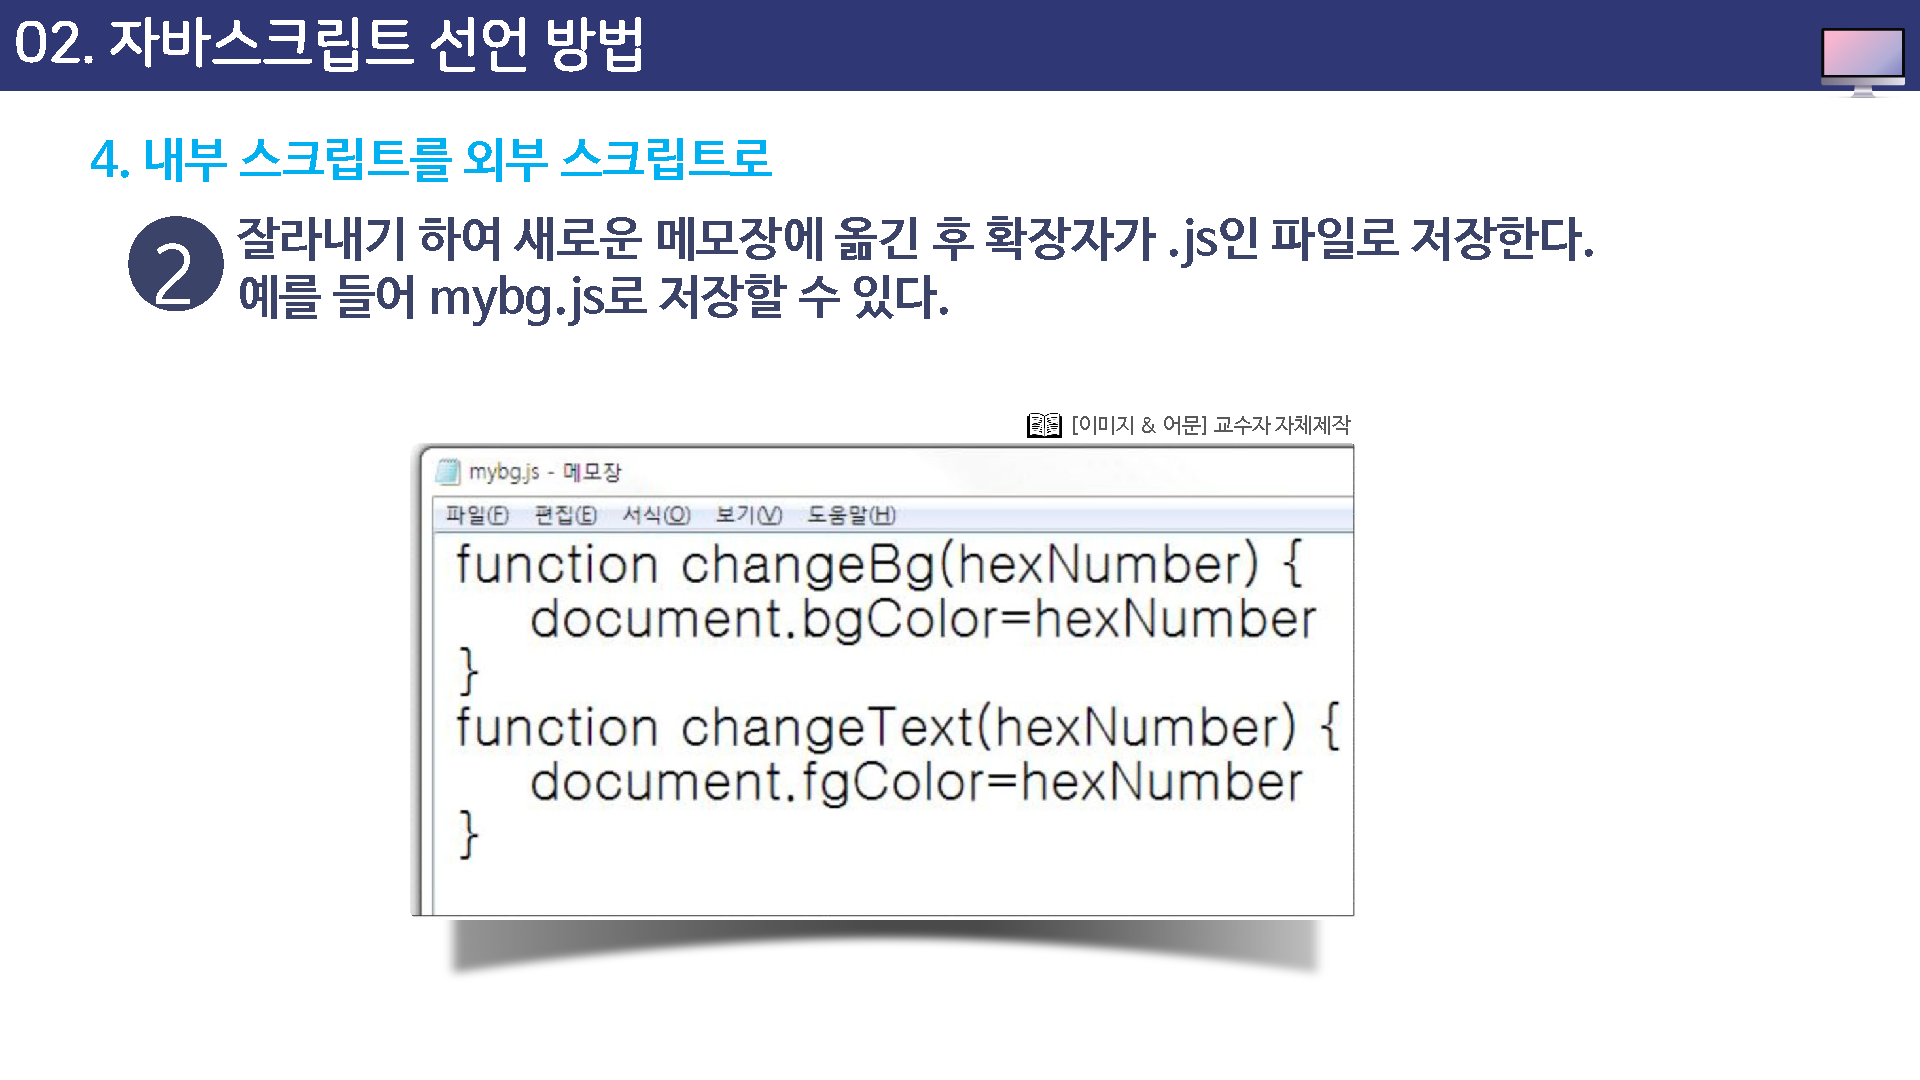 02. 자바스크립트 선언 방법
4. 내부 스크립트를 외부 스크립트로
2 잘라내기 하여 새로운 메모장에 옮긴 후 확장자가 .js인 파일로 저장한다.
예를 들어 mybg.js로 저장할 수 있다.
[이미지 & 어문] 교수자 자체제작
mybg.js - 메모장
파일(F) 편집(E) 서식(O) 보기(V) 도움말(H)
function changeBg(hexNumber) {
document.bgColor=hexNumber
}
function changeText(hexNumber) {
document.fgColor=hexNumber
}